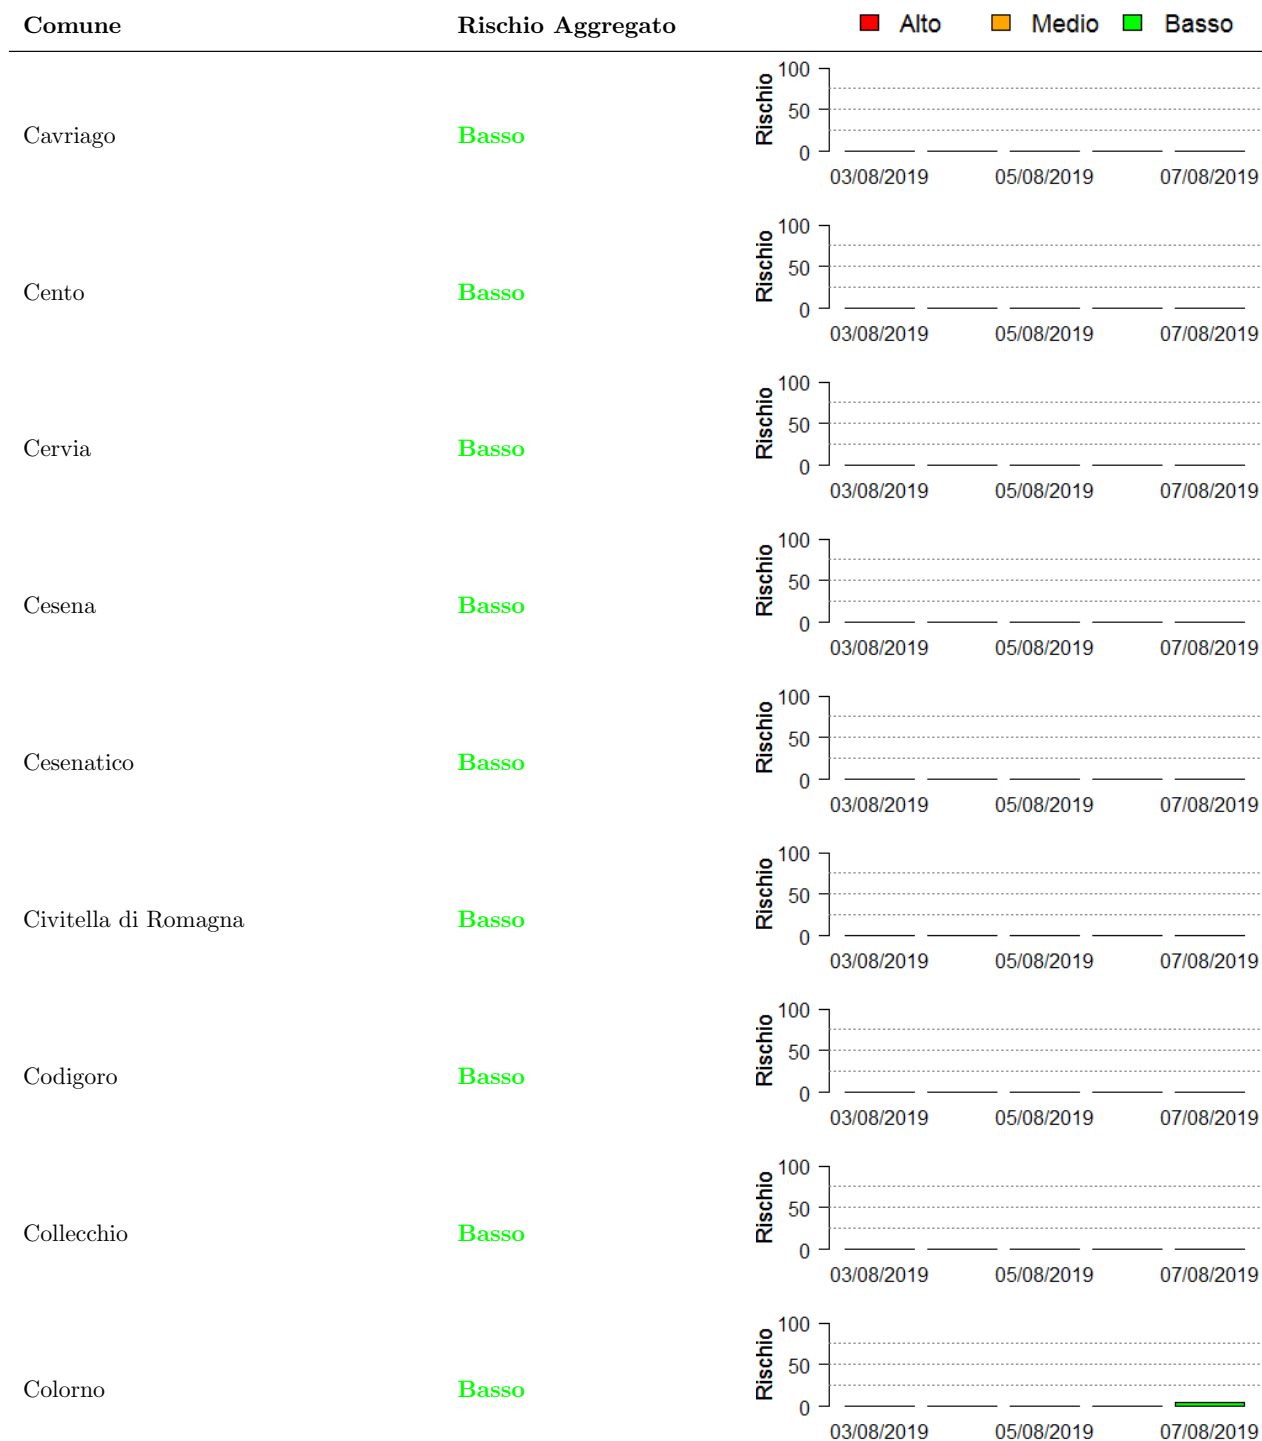 Comune Rischio Aggregato Alto Medio Basso
100
50
0
Rischio
Cavriago Basso
03/08/2019 05/08/2019 07/08/2019
100
50
0
Rischio
Cento Basso
03/08/2019 05/08/2019 07/08/2019
100
50
0
Rischio
Cervia Basso
03/08/2019 05/08/2019 07/08/2019
100
50
0
Rischio
Cesena Basso
03/08/2019 05/08/2019 07/08/2019
100
50
0
Rischio
Cesenatico Basso
03/08/2019 05/08/2019 07/08/2019
100
50
0
Rischio
Civitella di Romagna Basso
03/08/2019 05/08/2019 07/08/2019
100
50
0
Rischio
Codigoro Basso
03/08/2019 05/08/2019 07/08/2019
100
50
0
Rischio
Collecchio Basso
03/08/2019 05/08/2019 07/08/2019
100
50
0
Rischio
Colorno Basso
03/08/2019 05/08/2019 07/08/2019